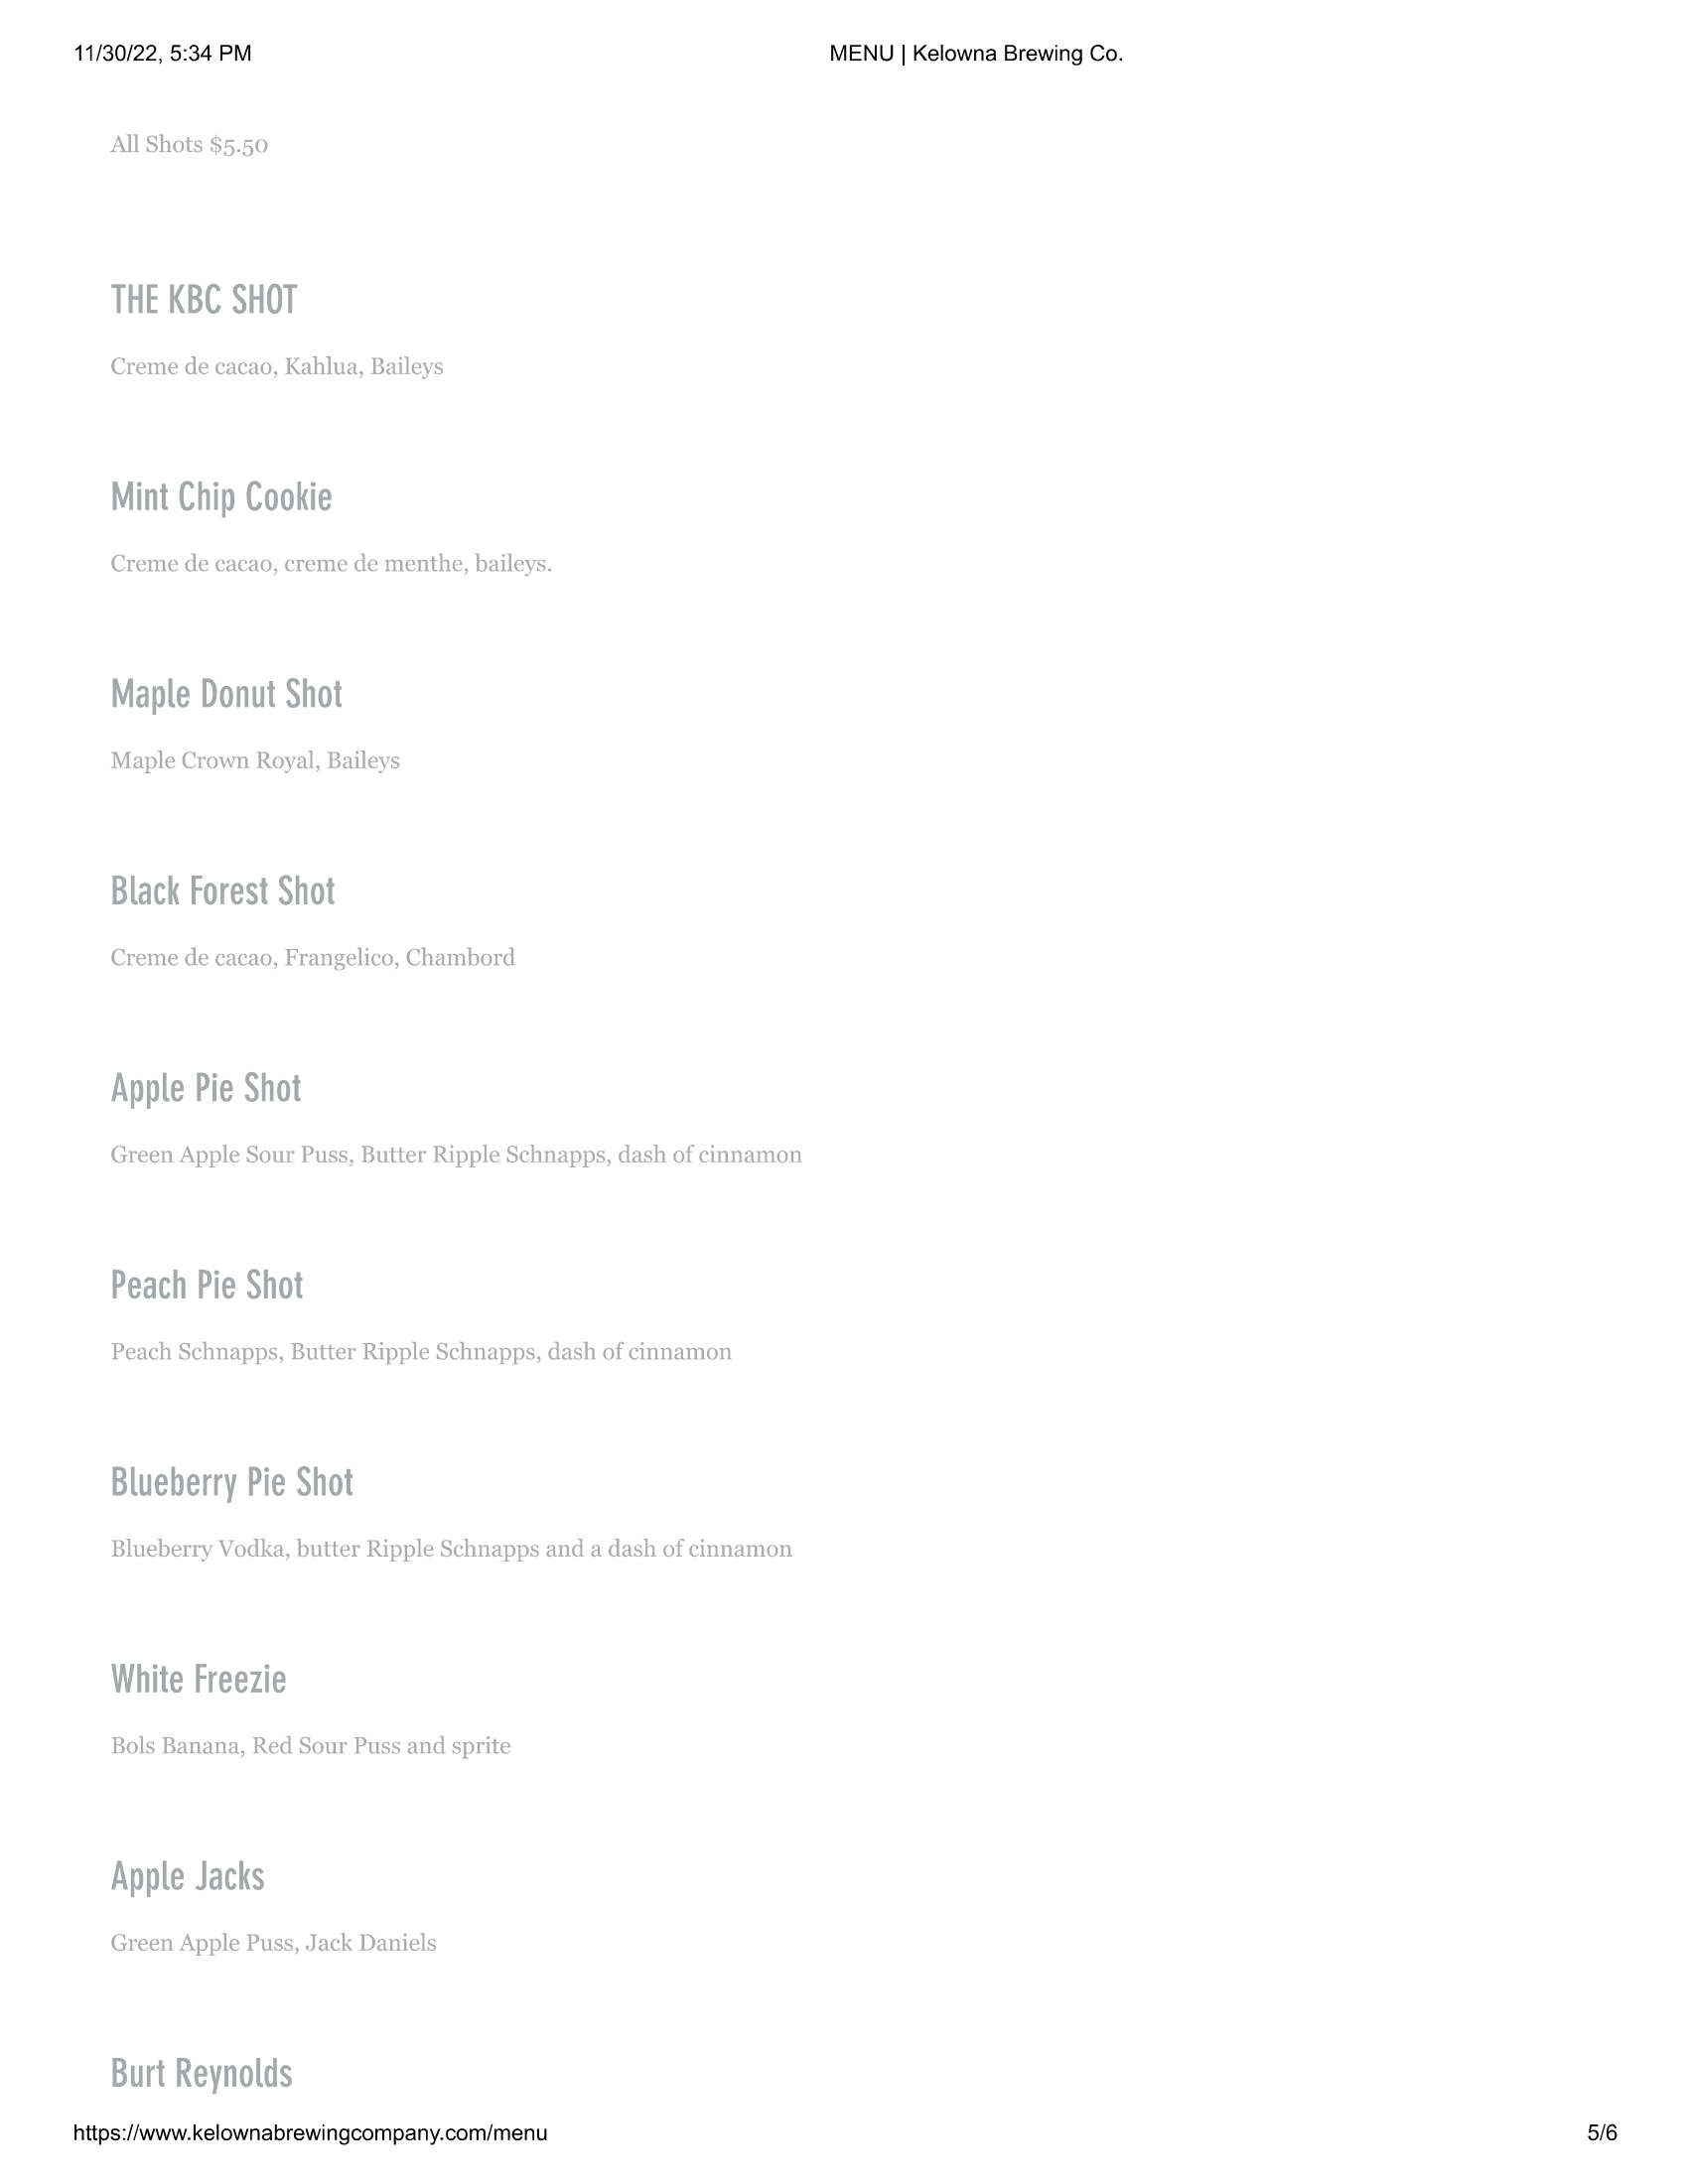 11/30/22, 5:34 PM
MENU | Kelowna Brewing Co.
All Shots $5.50
THE KBC SHOT
Creme de cacao, Kahlua, Baileys
Mint Chip Cookie
Creme de cacao, creme de menthe, baileys.
Maple Donut Shot
Maple Crown Royal, Baileys
Black Forest Shot
Creme de cacao, Frangelico, Chambord
Apple Pie Shot
Green Apple Sour Puss, Butter Ripple Schnapps, dash of cinnamon
Peach Pie Shot
Peach Schnapps, Butter Ripple Schnapps, dash of cinnamon
Blueberry Pie Shot
Blueberry Vodka, butter Ripple Schnapps and a dash of cinnamon
White Freezie
Bols Banana, Red Sour Puss and sprite
Apple Jacks
Green Apple Puss, Jack Daniels
Burt Reynolds
https://www.kelownabrewingcompany.com/menu
5/6